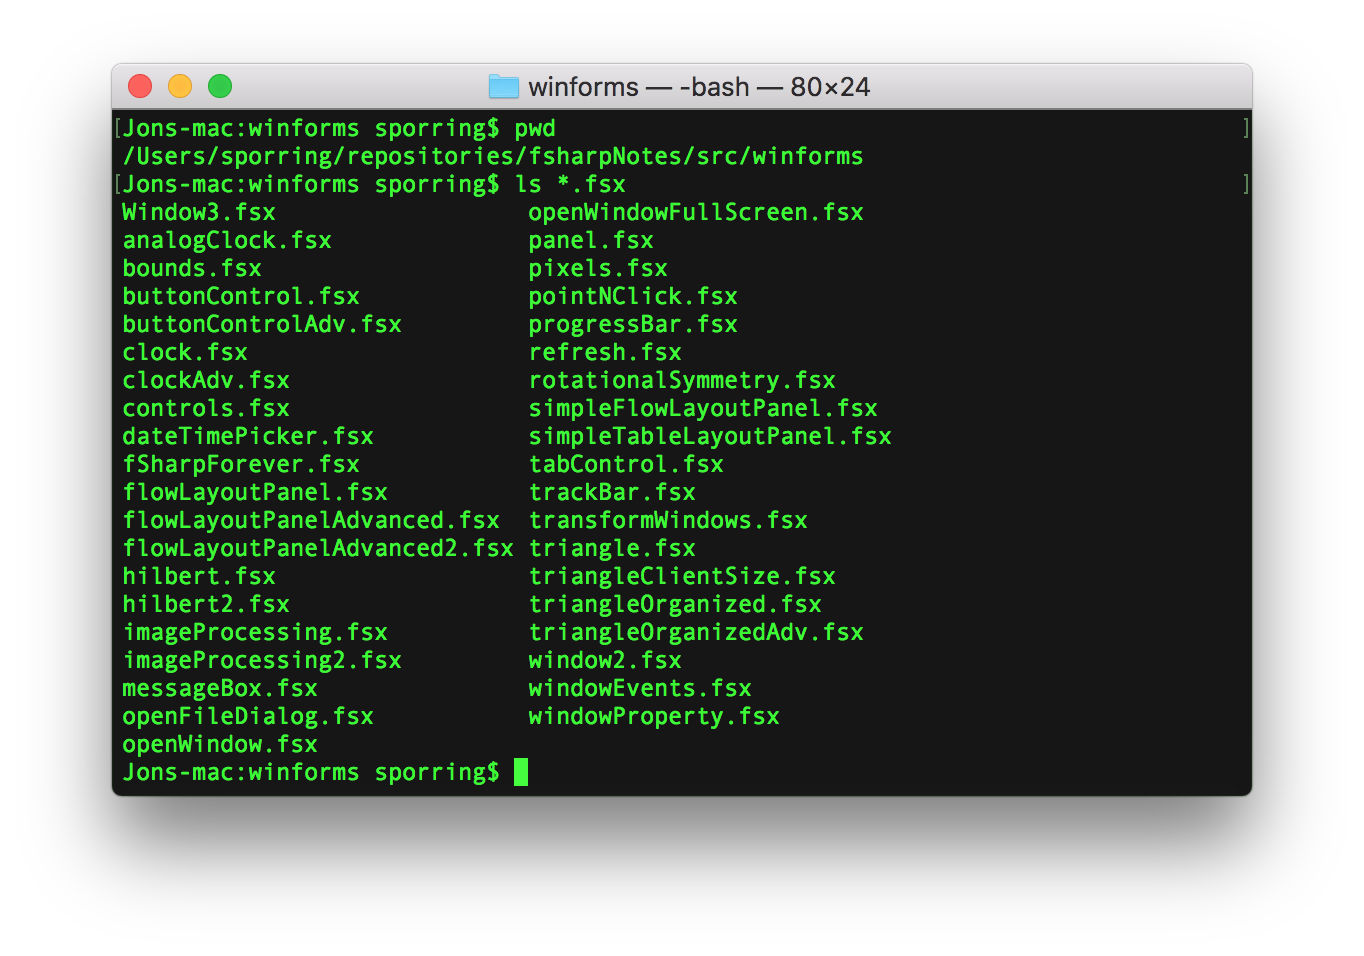 winforms — -bash — 80×24
[Jons-mac:winforms sporring$ pwd ]
/Users/sporring/repositories/fsharpNotes/src/winforms
[Jons-mac:winforms sporring$ ls *.fsx ]
Window3.fsx openWindowFullScreen.fsx
analogClock.fsx panel.fsx
bounds.fsx pixels.fsx
buttonControl.fsx pointNClick.fsx
buttonControlAdv.fsx progressBar.fsx
clock.fsx refresh.fsx
clockAdv.fsx rotationalSymmetry.fsx
controls.fsx simpleFlowLayoutPanel.fsx
dateTimePicker.fsx simpleTableLayoutPanel.fsx
fSharpForever.fsx tabControl.fsx
flowLayoutPanel.fsx trackBar.fsx
flowLayoutPanelAdvanced.fsx transformWindows.fsx
flowLayoutPanelAdvanced2.fsx triangle.fsx
hilbert.fsx triangleClientSize.fsx
hilbert2.fsx triangleOrganized.fsx
imageProcessing.fsx triangleOrganizedAdv.fsx
imageProcessing2.fsx window2.fsx
messageBox.fsx windowEvents.fsx
openFileDialog.fsx windowProperty.fsx
openWindow.fsx
Jons-mac:winforms sporring$